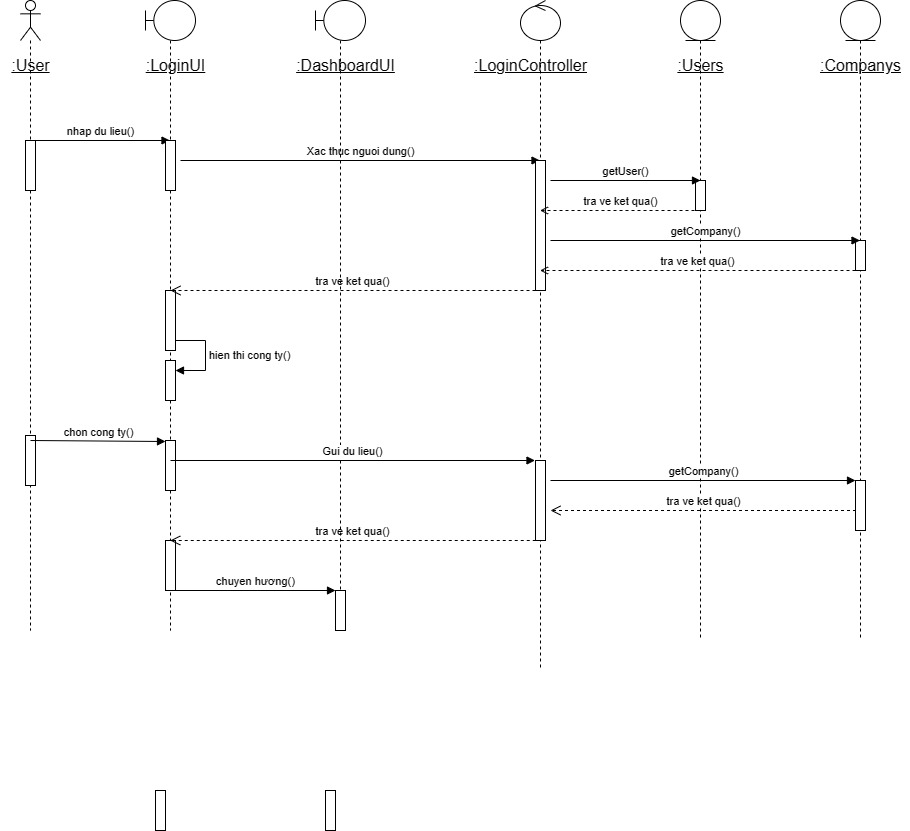 :User
:LoginUI
:DashboardUI
:LoginController
:Users
:Companys
nhap du lieu()
Xac thuc nguoi dung()
getUser()
tra ve ket qua()
getCompany()
tra ve ket qua()
tra ve ket qua()
hien thi cong ty()
chon cong ty()
Gui du lieu()
getCompany()
tra ve ket qua()
tra ve ket qua()
chuyen hương()